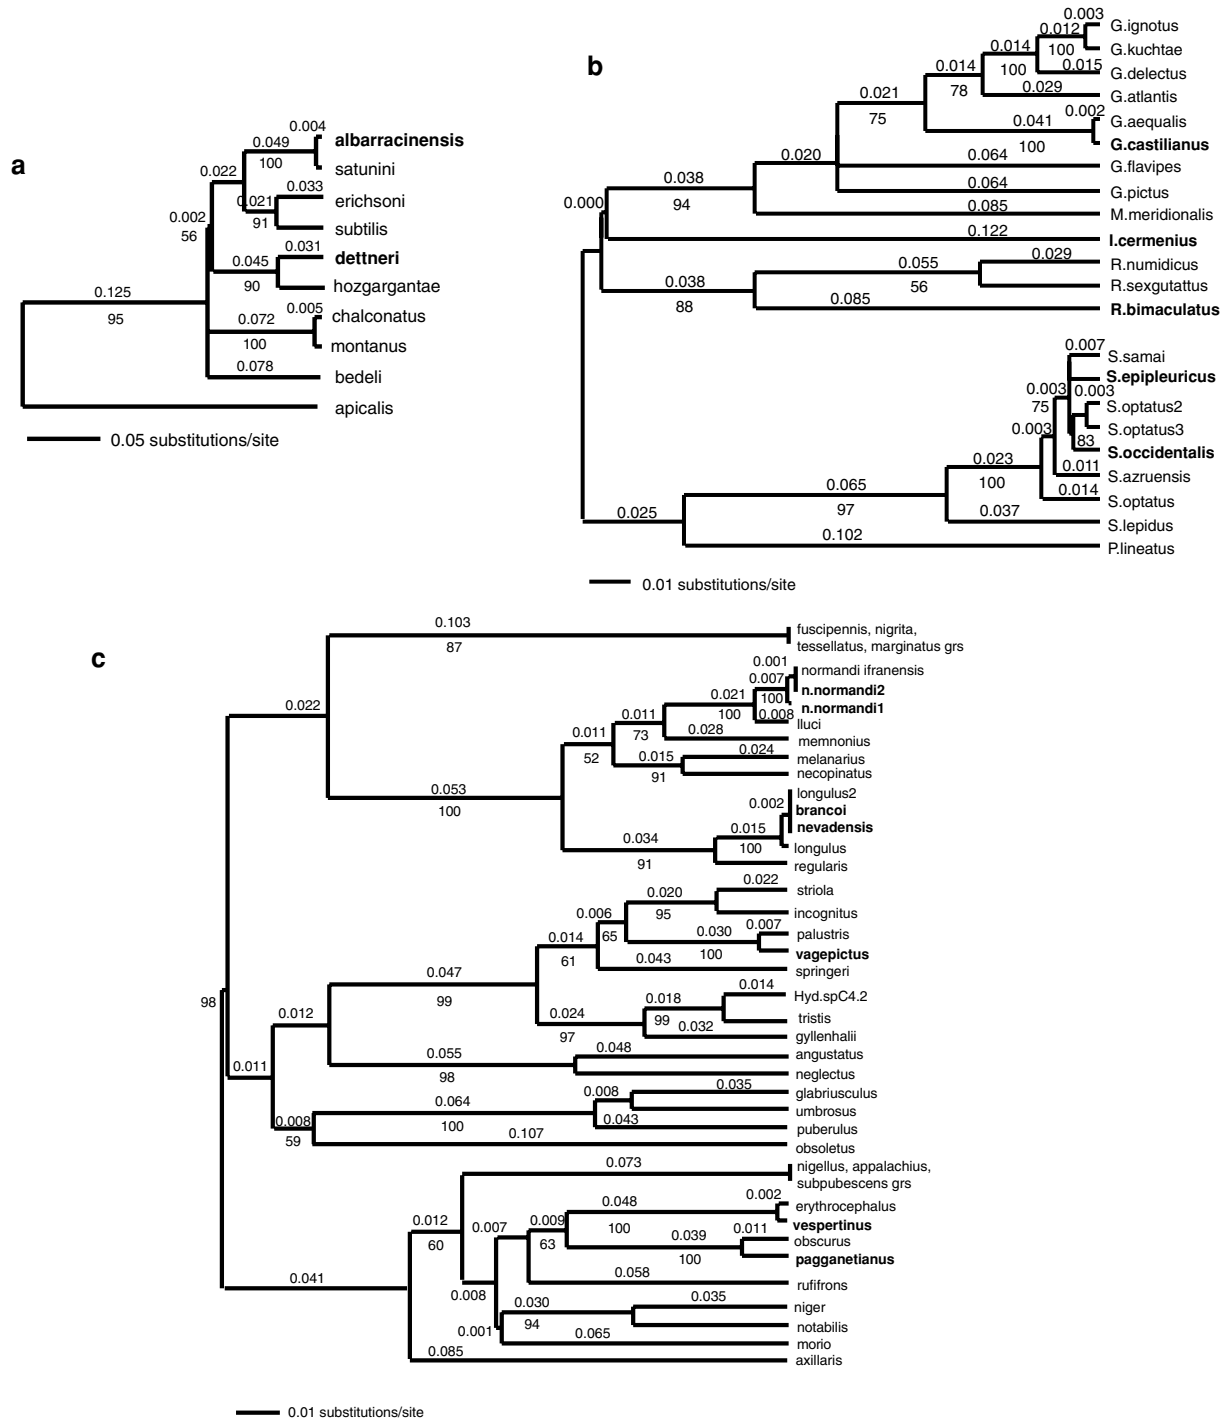 a
0.004
albarracinensis
0.049
100
satunini
0.022
0.033
erichsoni
0.021
91
subtilis
0.002
56
0.031
dettneri
0.045
90
hozgargantae
0.125
95
0.005
chalconatus
0.072
100
montanus
0.078
bedeli
apicalis
0.05 substitutions/site
b
0.003
G.ignotus
0.012
100
G.kuchtae
0.014
100
0.015
G.delectus
0.014
78
0.029
G.atlantis
0.021
75
0.002
G.aequalis
0.041
100
G.castilianus
0.020
0.064
G.flavipes
0.064
G.pictus
0.038
94
0.085
M.meridionalis
0.000
0.122
I.cermenius
0.029
R.numidicus
0.055
56
R.sexgutattus
0.038
88
0.085
R.bimaculatus
0.007
S.samai
S.epipleuricus
0.003
75
0.003
S.optatus2
S.optatus3
0.003
83
S.occidentalis
0.023
100
0.011
S.azruensis
0.014
S.optatus
0.065
97
0.037
S.lepidus
0.025
0.102
P.lineatus
0.01 substitutions/site
c
0.103
87
fuscipennis, nigrita,
tessellatus, marginatus grs
0.022
0.001
normandi ifranensis
0.007
100
n.normandi2
n.normandi1
0.021
100
0.008
lluci
0.011
73
0.028
memnonius
0.011
52
0.024
melanarius
0.015
91
necopinatus
0.053
100
longulus2
0.002
brancoi
nevadensis
0.015
100
longulus
0.034
91
regularis
0.022
striola
0.020
95
incognitus
0.006
65
0.007
palustris
0.030
100
vagepictus
0.014
61
0.043
springeri
0.047
99
0.014
Hyd.spC4.2
0.018
99
tristis
0.024
97
0.032
gyllenhalii
98
0.012
0.048
angustatus
0.055
98
neglectus
0.011
0.035
glabriusculus
0.008
umbrosus
0.064
100
0.043
puberulus
0.008
59
0.107
obsoletus
0.073
nigellus, appalachius,
subpubescens grs
0.002
erythrocephalus
0.048
100
vespertinus
0.012
60
0.007
0.009
63
0.011
obscurus
0.039
100
pagganetianus
0.041
0.058
rufifrons
0.008
0.035
niger
0.030
94
notabilis
0.001
0.065
morio
0.085
axillaris
0.01 substitutions/site